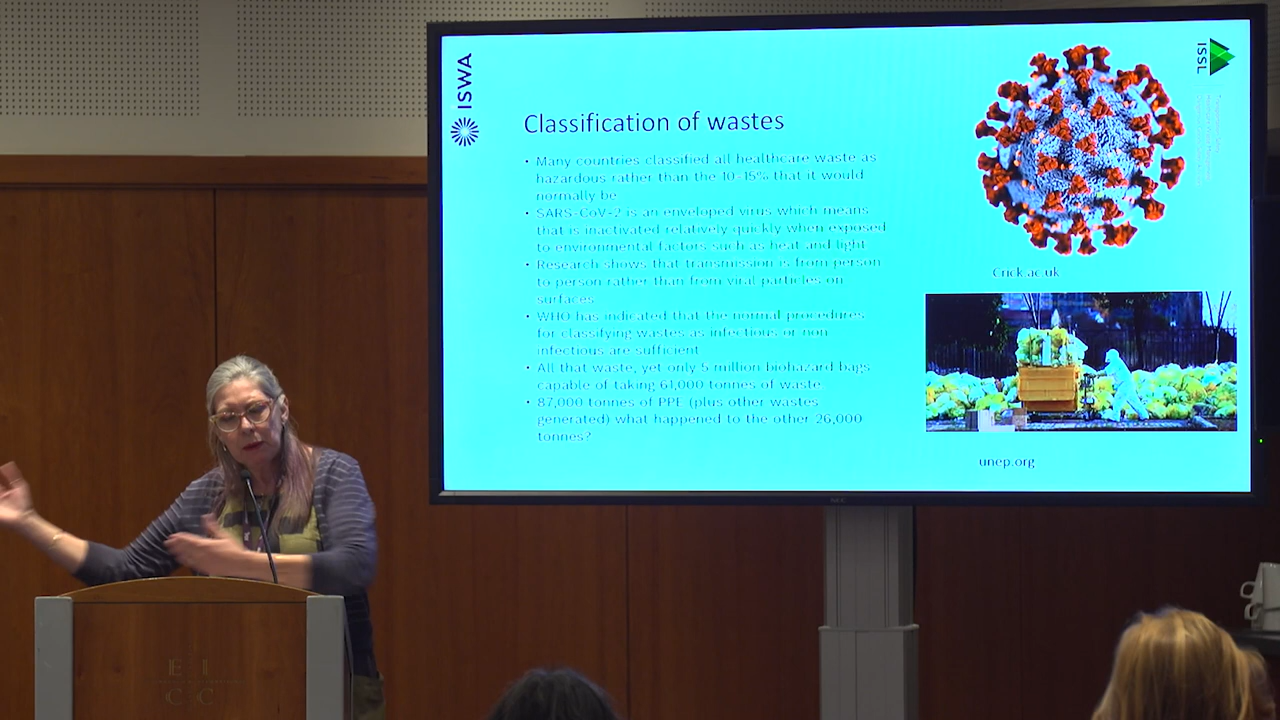 ISWA
ISSL
Classification of wastes
• Many countries classified all healthcare waste as
hazardous rather than the 10-15% that it would
normally be
• SARS-CoV-2 is an enveloped virus which means
that is inactivated relatively quickly when exposed
to environmental factors such as heat and light
• Research shows that transmission is from person
to person rather than from viral particles on
surfaces
• WHO has indicated that the normal procedures
for classifying wastes as infectious or non
infectious are sufficient
• All that waste, yet only 5 million biohazard bags
capable of taking 61,000 tonnes of waste
• 87,000 tonnes of PPE (plus other wastes
generated) what happened to the other 26,000
tonnes?
Crick.ac.uk
unep.org
NEC
E I
C C